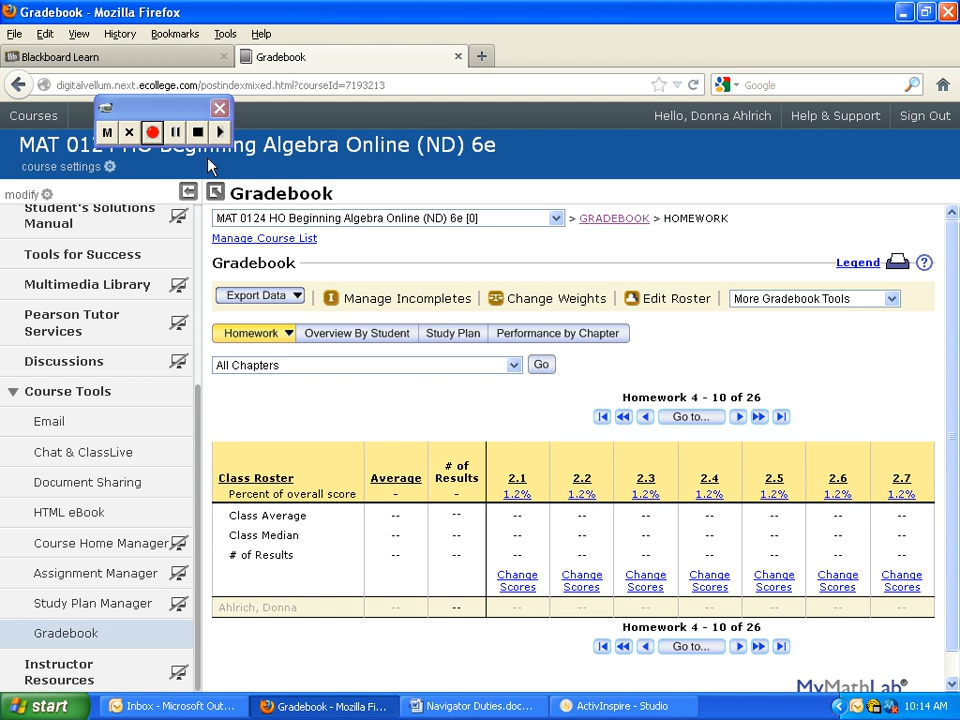 Gradebook - Mozilla Firefox
File Edit View History Bookmarks Tools Help
Blackboard Learn × Gradebook × +
digitalvellum.next.ecollege.com/postindexmixed.html?courseId=7193213 Google
Courses Hello, Donna Ahlrich Help & Support Sign Out
M
MAT 0124 HO Beginning Algebra Online (ND) 6e
course settings
modify
Gradebook
Student's Solutions
Manual
Tools for Success
Multimedia Library
Pearson Tutor
Services
Discussions
Course Tools
Email
Chat & ClassLive
Document Sharing
HTML eBook
Course Home Manager
Assignment Manager
Study Plan Manager
Gradebook
Instructor
Resources
MAT 0124 HO Beginning Algebra Online (ND) 6e [0] > GRADEBOOK > HOMEWORK
Manage Course List
Gradebook Legend ?
Export Data | Manage Incompletes | Change Weights | Edit Roster | More Gradebook Tools
Homework Overview By Student Study Plan Performance by Chapter
All Chapters Go
Homework 4 - 10 of 26
Go to...
Class Roster Average # of Results 2.1 2.2 2.3 2.4 2.5 2.6 2.7
Percent of overall score - - 1.2% 1.2% 1.2% 1.2% 1.2% 1.2% 1.2%
Class Average -- -- -- -- -- -- -- -- --
Class Median -- -- -- -- -- -- -- -- --
# of Results -- -- -- -- -- -- -- -- --
Change Scores Change Scores Change Scores Change Scores Change Scores Change Scores Change Scores
Ahlrich, Donna -- -- -- -- -- -- -- -- --
Homework 4 - 10 of 26
Go to...
MyMathLab®
start Inbox - Microsoft Out... Gradebook - Mozilla Fi... Navigator Duties.doc... ActivInspire - Studio 10:14 AM